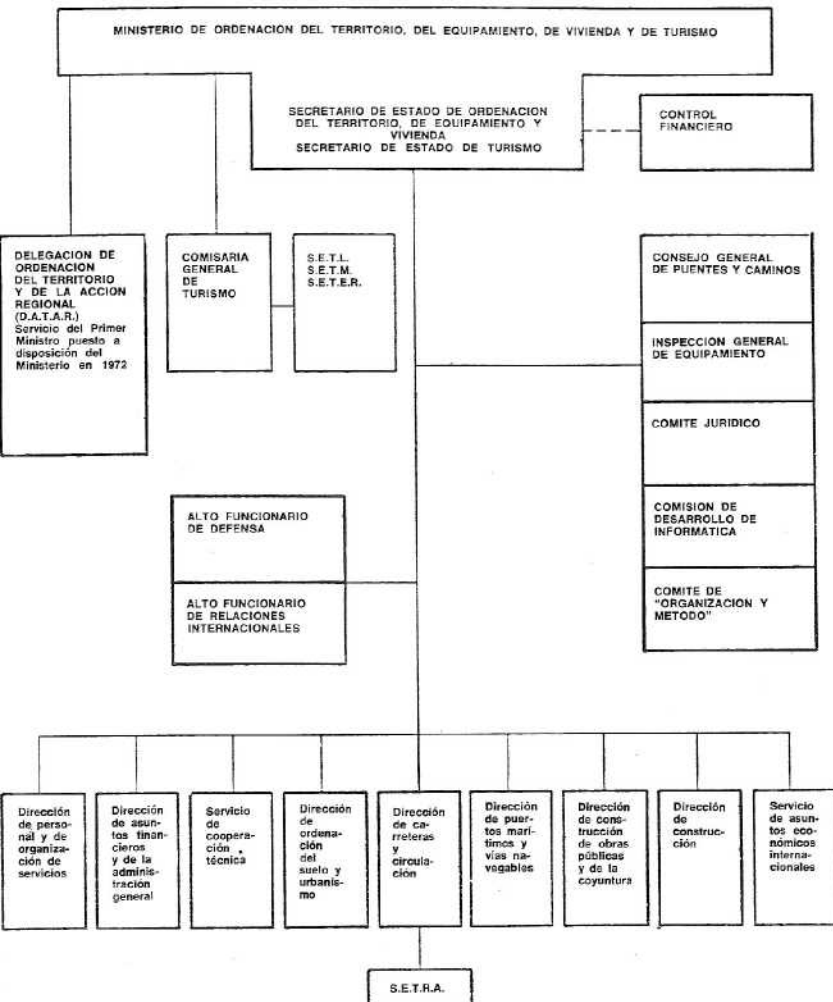 MINISTERIO DE ORDENACION DEL TERRITORIO, DEL EQUIPAMIENTO, DE VIVIENDA Y DE TURISMO
SECRETARIO DE ESTADO DE ORDENACION
DEL TERRITORIO, DE EQUIPAMIENTO Y
VIVIENDA
SECRETARIO DE ESTADO DE TURISMO
CONTROL
FINANCIERO
DELEGACION DE
ORDENACION
DEL TERRITORIO
Y DE LA ACCION
REGIONAL
(D.A.T.A.R.)
Servicio del Primer
Ministro puesto a
disposición del
Ministerio en 1972
COMISARIA
GENERAL
DE
TURISMO
S.E.T.L.
S.E.T.M.
S.E.T.E.R.
CONSEJO GENERAL
DE PUENTES Y CAMINOS
INSPECCION GENERAL
DE EQUIPAMIENTO
COMITE JURIDICO
COMISION DE
DESARROLLO DE
INFORMATICA
COMITE DE
"ORGANIZACION Y
METODO"
ALTO FUNCIONARIO
DE DEFENSA
ALTO FUNCIONARIO
DE RELACIONES
INTERNACIONALES
Dirección
de perso-
nal y de
organiza-
ción de
servicios
Dirección
de asun-
tos finan-
cieros
y de la
adminis-
tración
general
Servicio
de
coopera-
ción
técnica
Dirección
de
ordena-
ción
del
suelo y
urbanis-
mo
Dirección
de ca-
rreteras
y
circula-
ción
Dirección
de puer-
tos marí-
timos y
vías na-
vegables
Dirección
de cons-
trucción
de obras
públicas
y de la
coyuntura
Dirección
de
construc-
ción
Servicio
de asun-
tos eco-
nómicos
interna-
cionales
S.E.T.R.A.